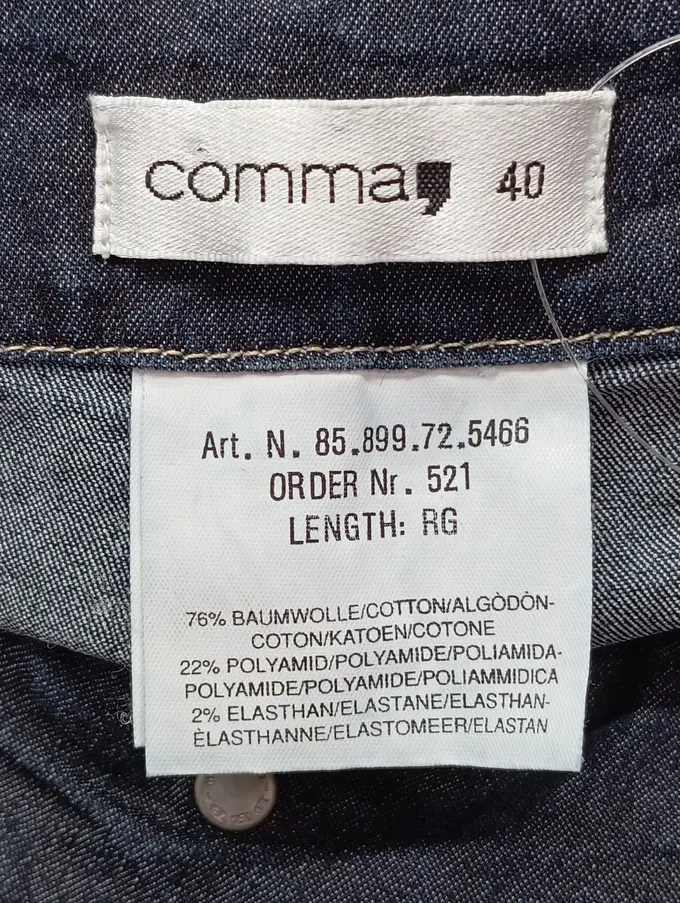 comma, 40
Art. N. 85.899.72.5466
ORDER Nr. 521
LENGTH: RG
76% BAUMWOLLE/COTTON/ALGÒDÒN-
COTON/KATOEN/COTONE
22% POLYAMID/POLYAMIDE/POLIAMIDA-
POLYAMIDE/POLYAMIDE/POLIAMMIDICA
2% ELASTHAN/ELASTANE/ELASTHAN-
ÈLASTHANNE/ELASTOMEER/ELASTAN